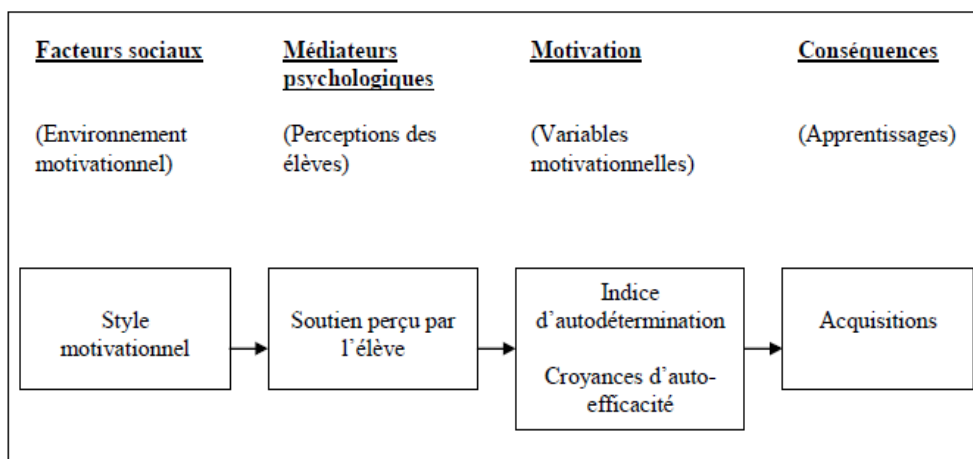 Facteurs sociaux
Médiateurs
psychologiques
Motivation
Conséquences
(Environnement
motivationnel)
(Perceptions des
élèves)
(Variables
motivationnelles)
(Apprentissages)
Style
motivationnel
Soutien perçu par
l’élève
Indice
d’autodétermination
Croyances d’auto-
efficacité
Acquisitions